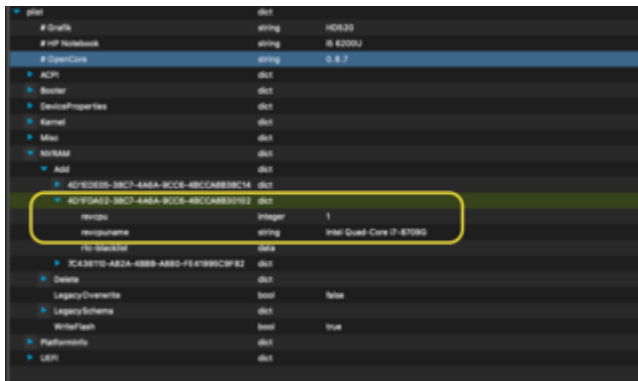 plist dict
# Grafik string HD520
# HP Notebook string i5 6200U
# OpenCore string 0.8.7
ACPI dict
Booter dict
DeviceProperties dict
Kernel dict
Misc dict
NVRAM dict
Add dict
4D1EDE05-38C7-4A6A-9CC6-4BCCA8B38C14 dict
4D1FDA02-38C7-4A6A-9CC6-4BCCA8B30102 dict
revcpu integer 1
revcpuname string Intel Quad-Core i7-8709G
rtc-blacklist data
7C436110-AB2A-4BBB-A880-FE41995C9F82 dict
Delete dict
LegacyOverwrite bool false
LegacySchema dict
WriteFlash bool true
PlatformInfo dict
UEFI dict